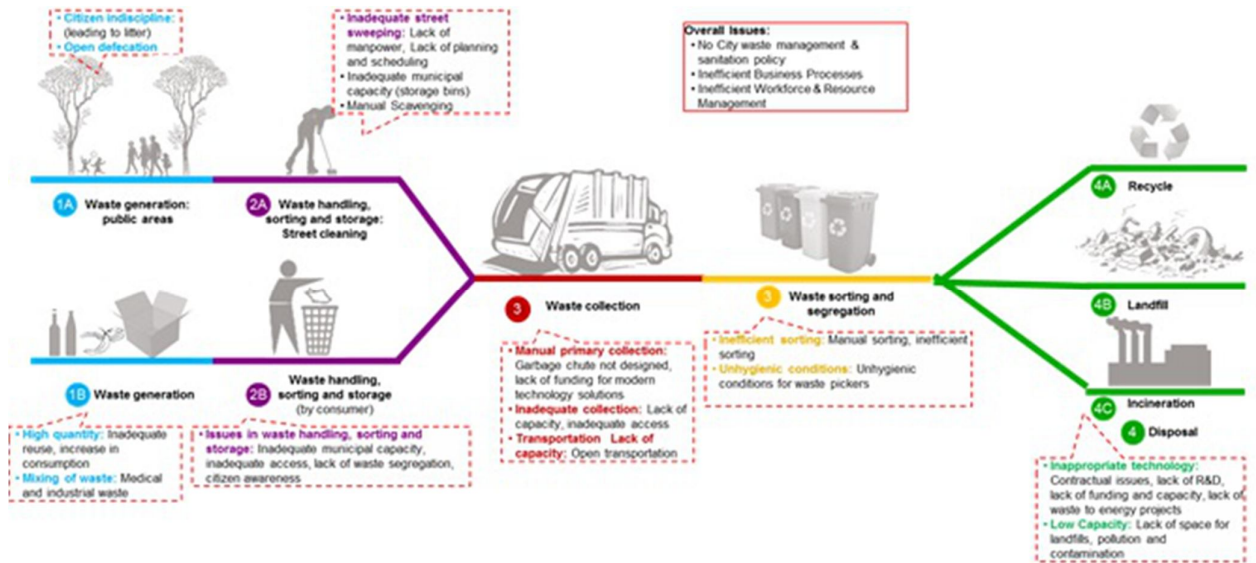 • Citizen indiscipline:
(leading to litter)
• Open defecation
• Inadequate street
sweeping: Lack of
manpower, Lack of planning
and scheduling
• Inadequate municipal
capacity (storage bins)
• Manual Scavenging
Overall Issues:
• No City waste management &
sanitation policy
• Inefficient Business Processes
• Inefficient Workforce & Resource
Management
1A Waste generation:
public areas
2A Waste handling,
sorting and storage:
Street cleaning
4A Recycle
3 Waste collection
3 Waste sorting and
segregation
4B Landfill
1B Waste generation
2B Waste handling,
sorting and storage
(by consumer)
4C Incineration
4 Disposal
• High quantity: Inadequate
reuse, increase in
consumption
• Mixing of waste: Medical
and industrial waste
• Issues in waste handling, sorting and
storage: Inadequate municipal capacity,
inadequate access, lack of waste segregation,
citizen awareness
• Manual primary collection:
Garbage chute not designed,
lack of funding for modern
technology solutions
• Inadequate collection: Lack of
capacity, inadequate access
• Transportation Lack of
capacity: Open transportation
• Inefficient sorting: Manual sorting, inefficient
sorting
• Unhygienic conditions: Unhygienic
conditions for waste pickers
• Inappropriate technology:
Contractual issues, lack of R&D,
lack of funding and capacity, lack of
waste to energy projects
• Low Capacity: Lack of space for
landfills, pollution and
contamination